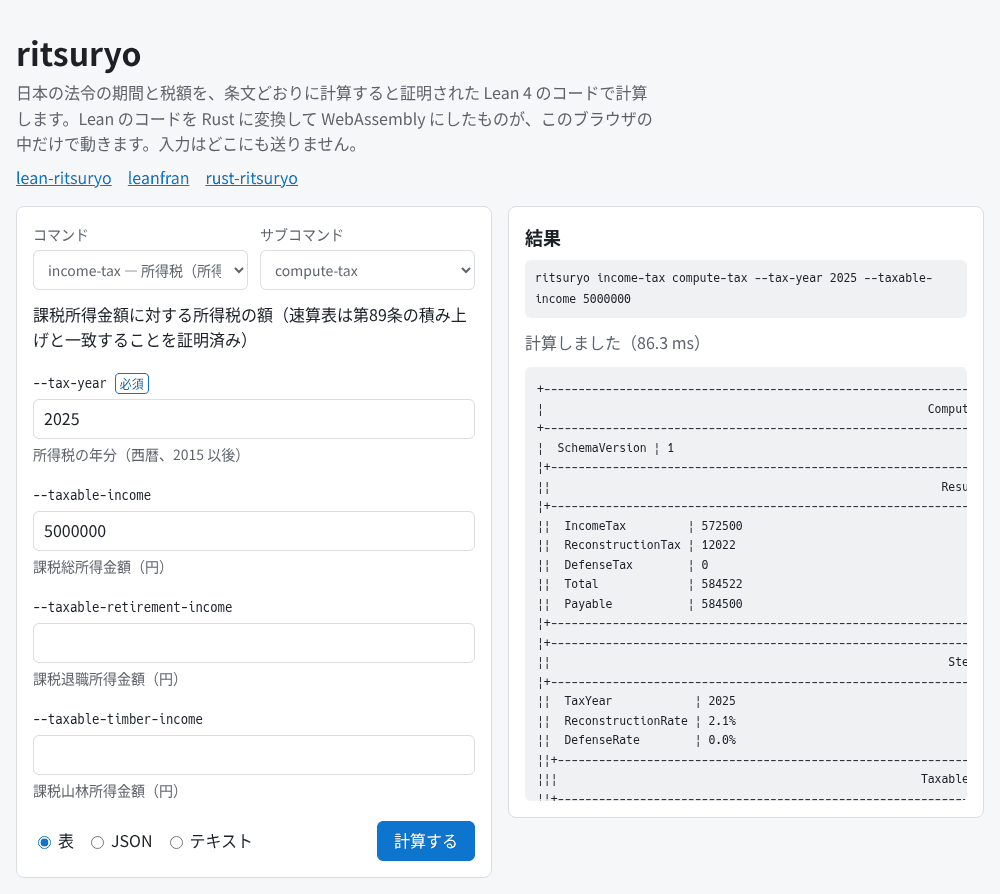 ritsuryo
日本の法令の期間と税額を、条文どおりに計算すると証明された Lean 4 のコードで計算
します。Lean のコードを Rust に変換して WebAssembly にしたものが、このブラウザの
中だけで動きます。入力はどこにも送りません。
lean-ritsuryo leanfran rust-ritsuryo
コマンド サブコマンド
income-tax — 所得税（所得 compute-tax
課税所得金額に対する所得税の額（速算表は第89条の積み上
げと一致することを証明済み）
--tax-year 必須
2025
所得税の年分（西暦、2015 以後）
--taxable-income
5000000
課税総所得金額（円）
--taxable-retirement-income
課税退職所得金額（円）
--taxable-timber-income
課税山林所得金額（円）
表 JSON テキスト 計算する
結果
ritsuryo income-tax compute-tax --tax-year 2025 --taxable-
income 5000000
計算しました（86.3 ms）
Comput
SchemaVersion ¦ 1
Resu
IncomeTax ¦ 572500
ReconstructionTax ¦ 12022
DefenseTax ¦ 0
Total ¦ 584522
Payable ¦ 584500
Ste
TaxYear ¦ 2025
ReconstructionRate ¦ 2.1%
DefenseRate ¦ 0.0%
Taxable